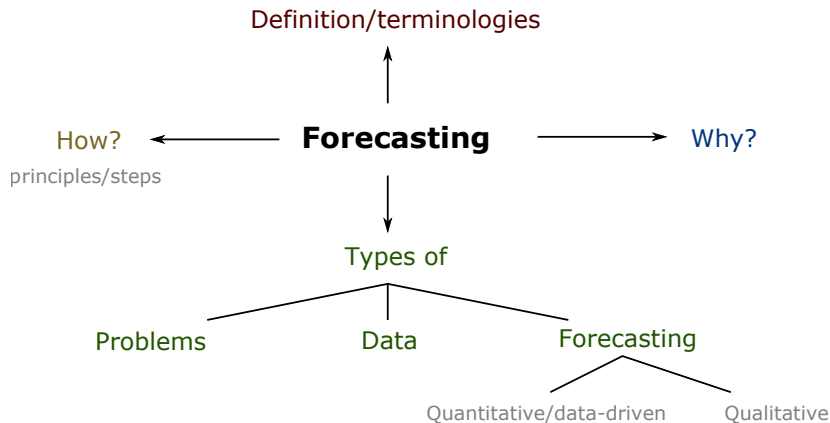 Definition/terminologies
How?
Forecasting
Why?
principles/steps
Types of
Problems
Data
Forecasting
Quantitative/data-driven
Qualitative